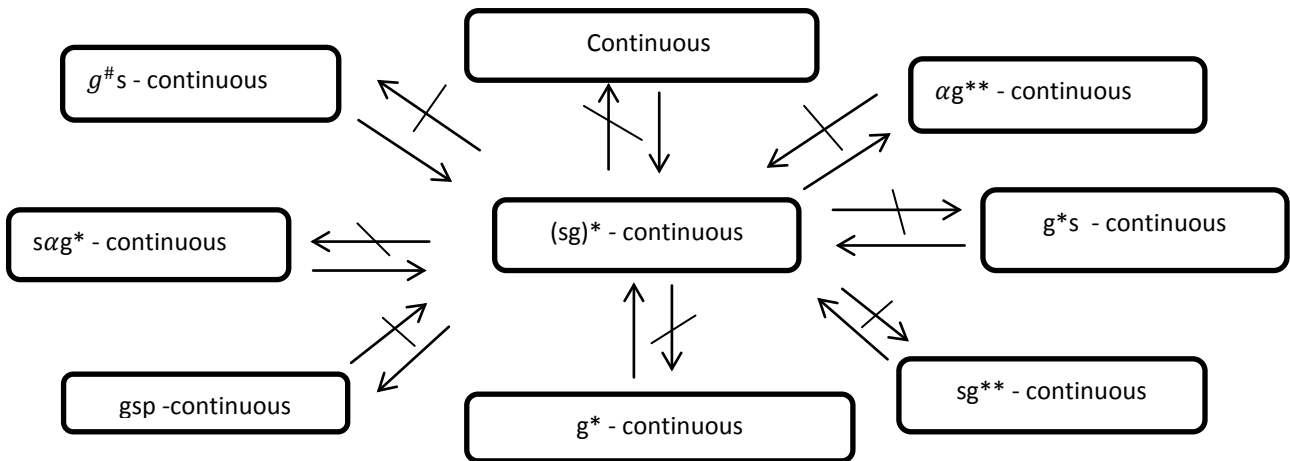 Continuous
g#s - continuous
αg** - continuous
sαg* - continuous
(sg)* - continuous
g*s - continuous
gsp -continuous
g* - continuous
sg** - continuous